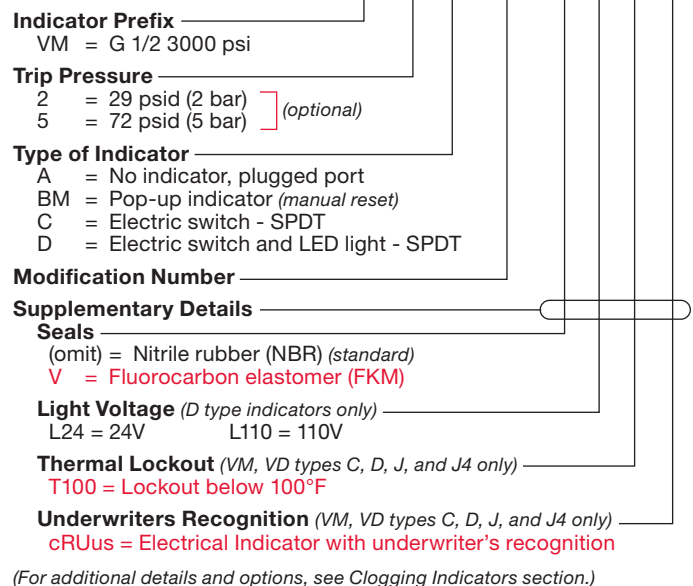 Indicator Prefix
VM = G 1/2 3000 psi
Trip Pressure
2 = 29 psid (2 bar)
5 = 72 psid (5 bar)
(optional)
Type of Indicator
A = No indicator, plugged port
BM = Pop-up indicator (manual reset)
C = Electric switch - SPDT
D = Electric switch and LED light - SPDT
Modification Number
Supplementary Details
Seals
(omit) = Nitrile rubber (NBR) (standard)
V = Fluorocarbon elastomer (FKM)
Light Voltage (D type indicators only)
L24 = 24V L110 = 110V
Thermal Lockout (VM, VD types C, D, J, and J4 only)
T100 = Lockout below 100°F
Underwriters Recognition (VM, VD types C, D, J, and J4 only)
cRUus = Electrical Indicator with underwriter's recognition
(For additional details and options, see Clogging Indicators section.)